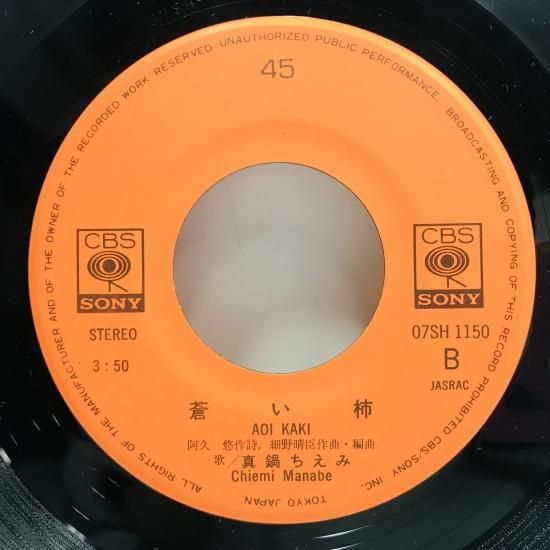 ALL RIGHTS OF THE MANUFACTURER AND OF THE OWNER OF THE RECORDED WORK RESERVED UNAUTHORIZED PUBLIC PERFORMANCE. BROADCASTING AND COPYING OF THIS RECORD PROHIBITED CBS/SONY INC. TOKYO JAPAN
45
CBS
SONY
CBS
SONY
STEREO
3:50
07SH 1150
B
JASRAC
蒼い柿
AOI KAKI
阿久 悠作詩, 細野晴臣作曲・編曲
歌/真鍋ちえみ
Chiemi Manabe